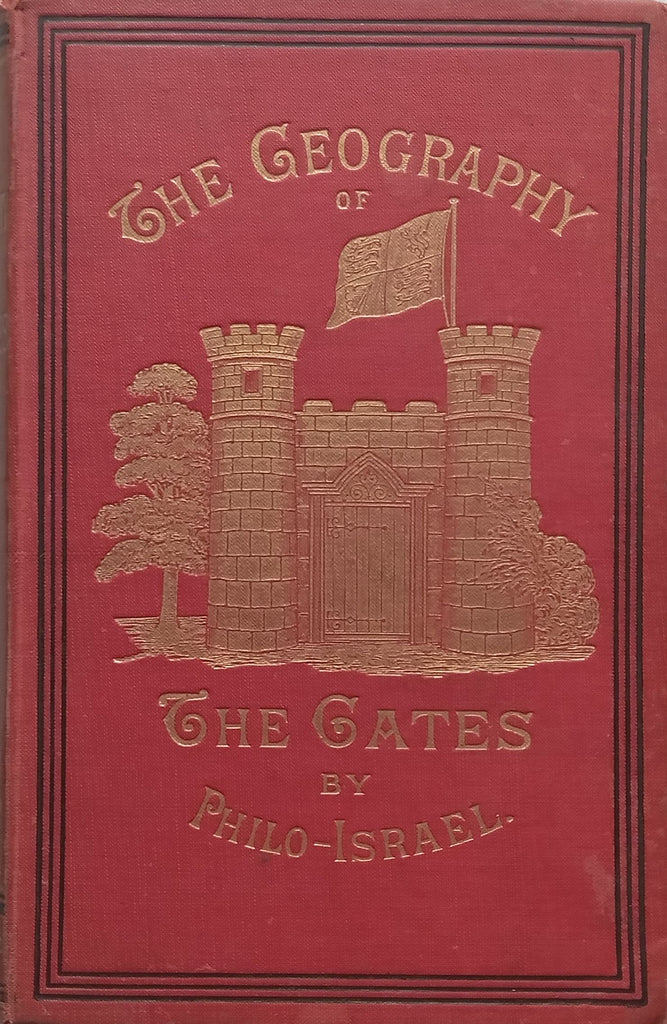 THE GEOGRAPHY
OF
THE GATES
BY
PHILO-ISRAEL.